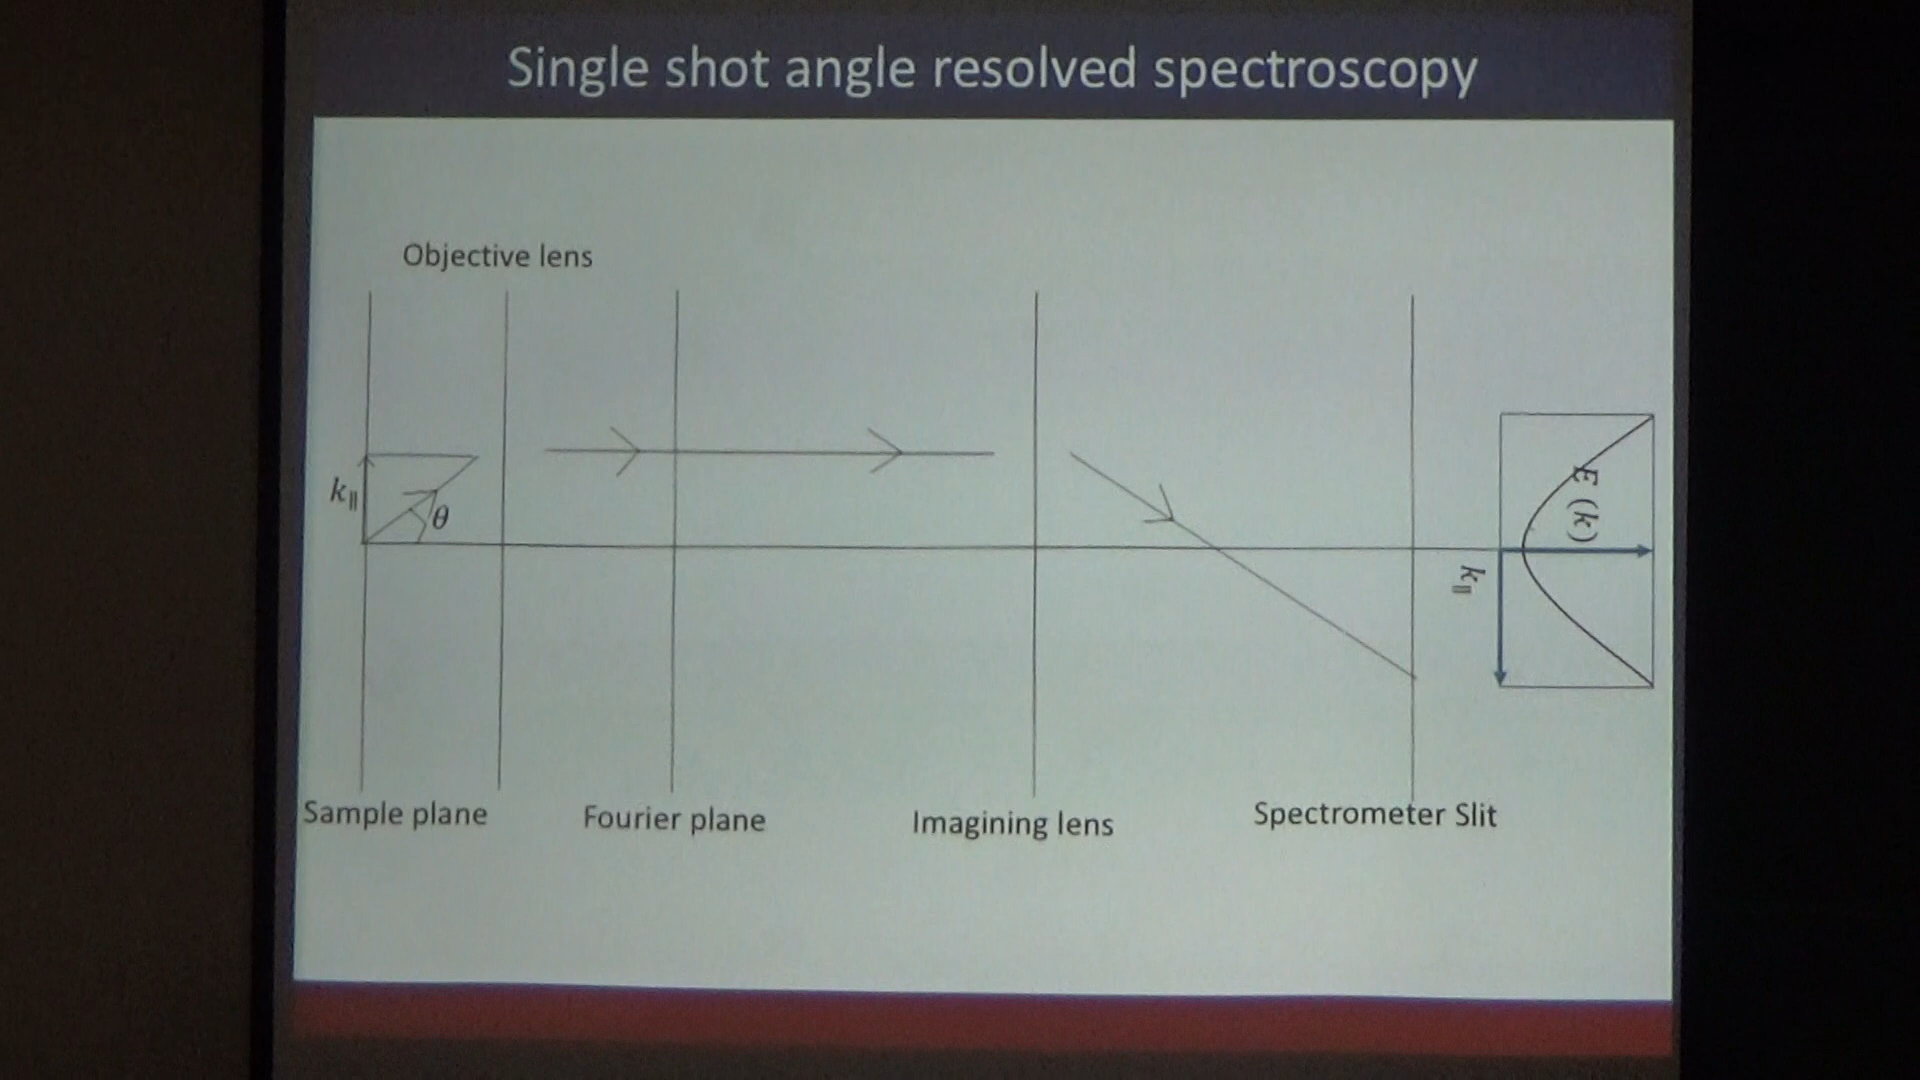 Single shot angle resolved spectroscopy
Objective lens
k∥
θ
E (k)
k∥
Sample plane
Fourier plane
Imagining lens
Spectrometer Slit